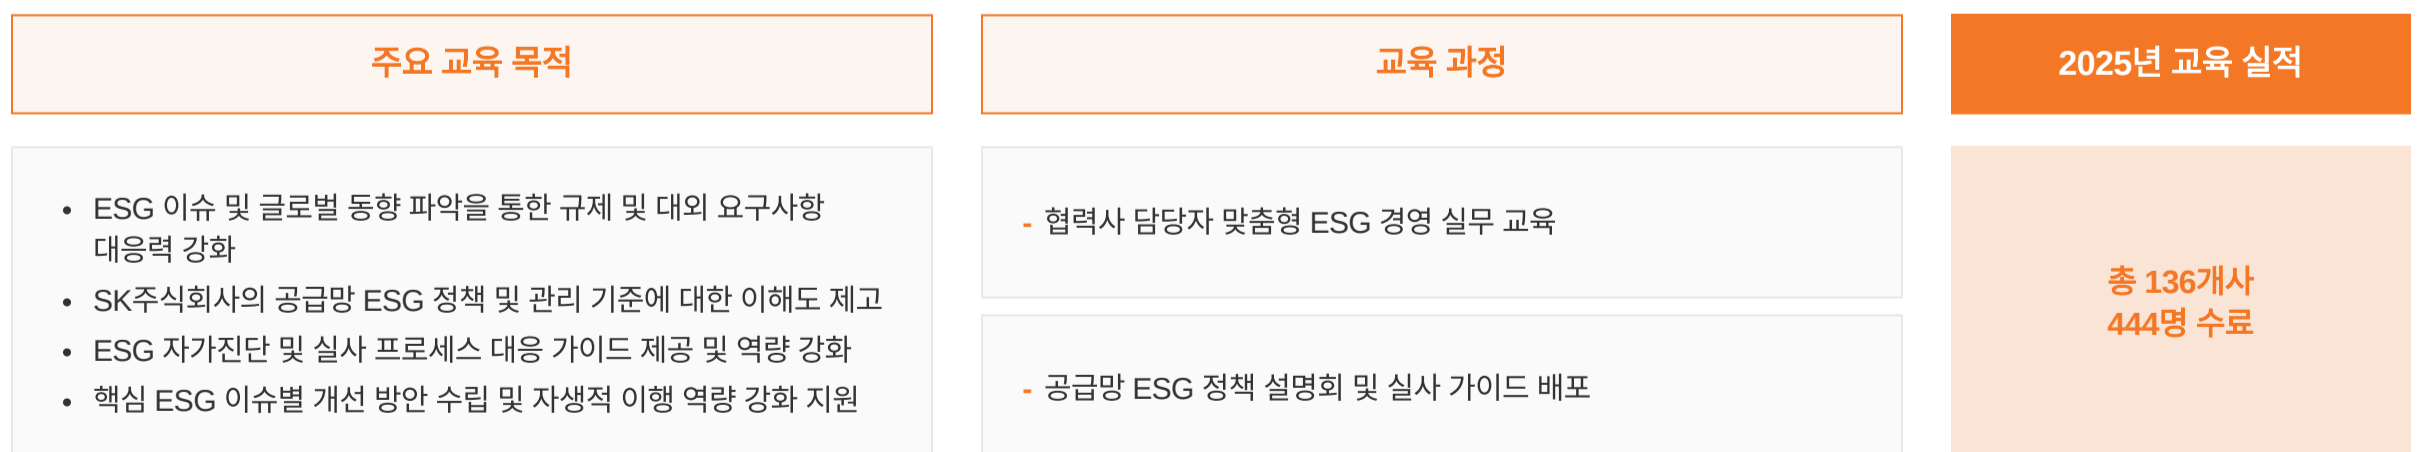 주요 교육 목적
• ESG 이슈 및 글로벌 동향 파악을 통한 규제 및 대외 요구사항
대응력 강화
• SK주식회사의 공급망 ESG 정책 및 관리 기준에 대한 이해도 제고
• ESG 자가진단 및 실사 프로세스 대응 가이드 제공 및 역량 강화
• 핵심 ESG 이슈별 개선 방안 수립 및 자생적 이행 역량 강화 지원
교육 과정
- 협력사 담당자 맞춤형 ESG 경영 실무 교육
- 공급망 ESG 정책 설명회 및 실사 가이드 배포
2025년 교육 실적
총 136개사
444명 수료